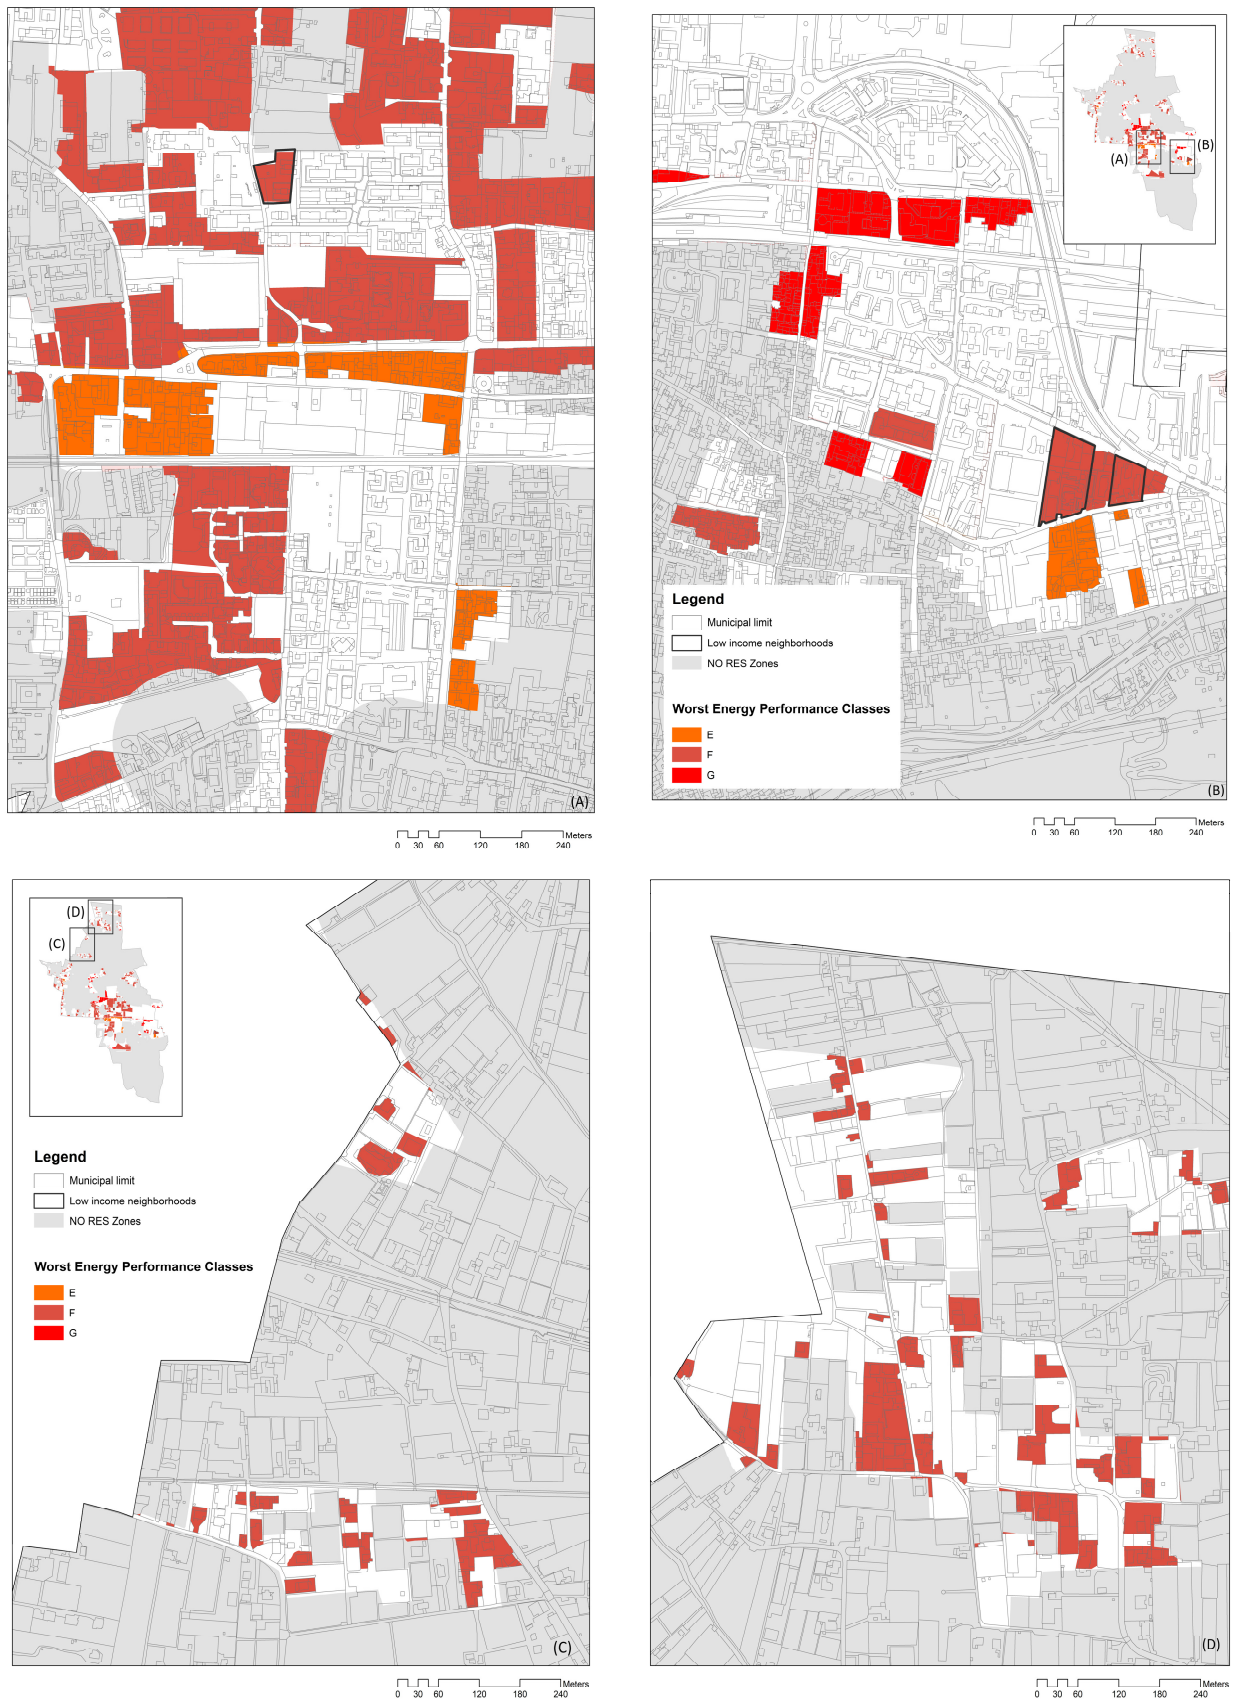 (A)
Meters
0 30 60 120 180 240
(A)
(B)
Legend
Municipal limit
Low income neighborhoods
NO RES Zones
Worst Energy Performance Classes
E
F
G
(B)
Meters
0 30 60 120 180 240
(D)
(C)
Legend
Municipal limit
Low income neighborhoods
NO RES Zones
Worst Energy Performance Classes
E
F
G
(C)
Meters
0 30 60 120 180 240
(D)
Meters
0 30 60 120 180 240